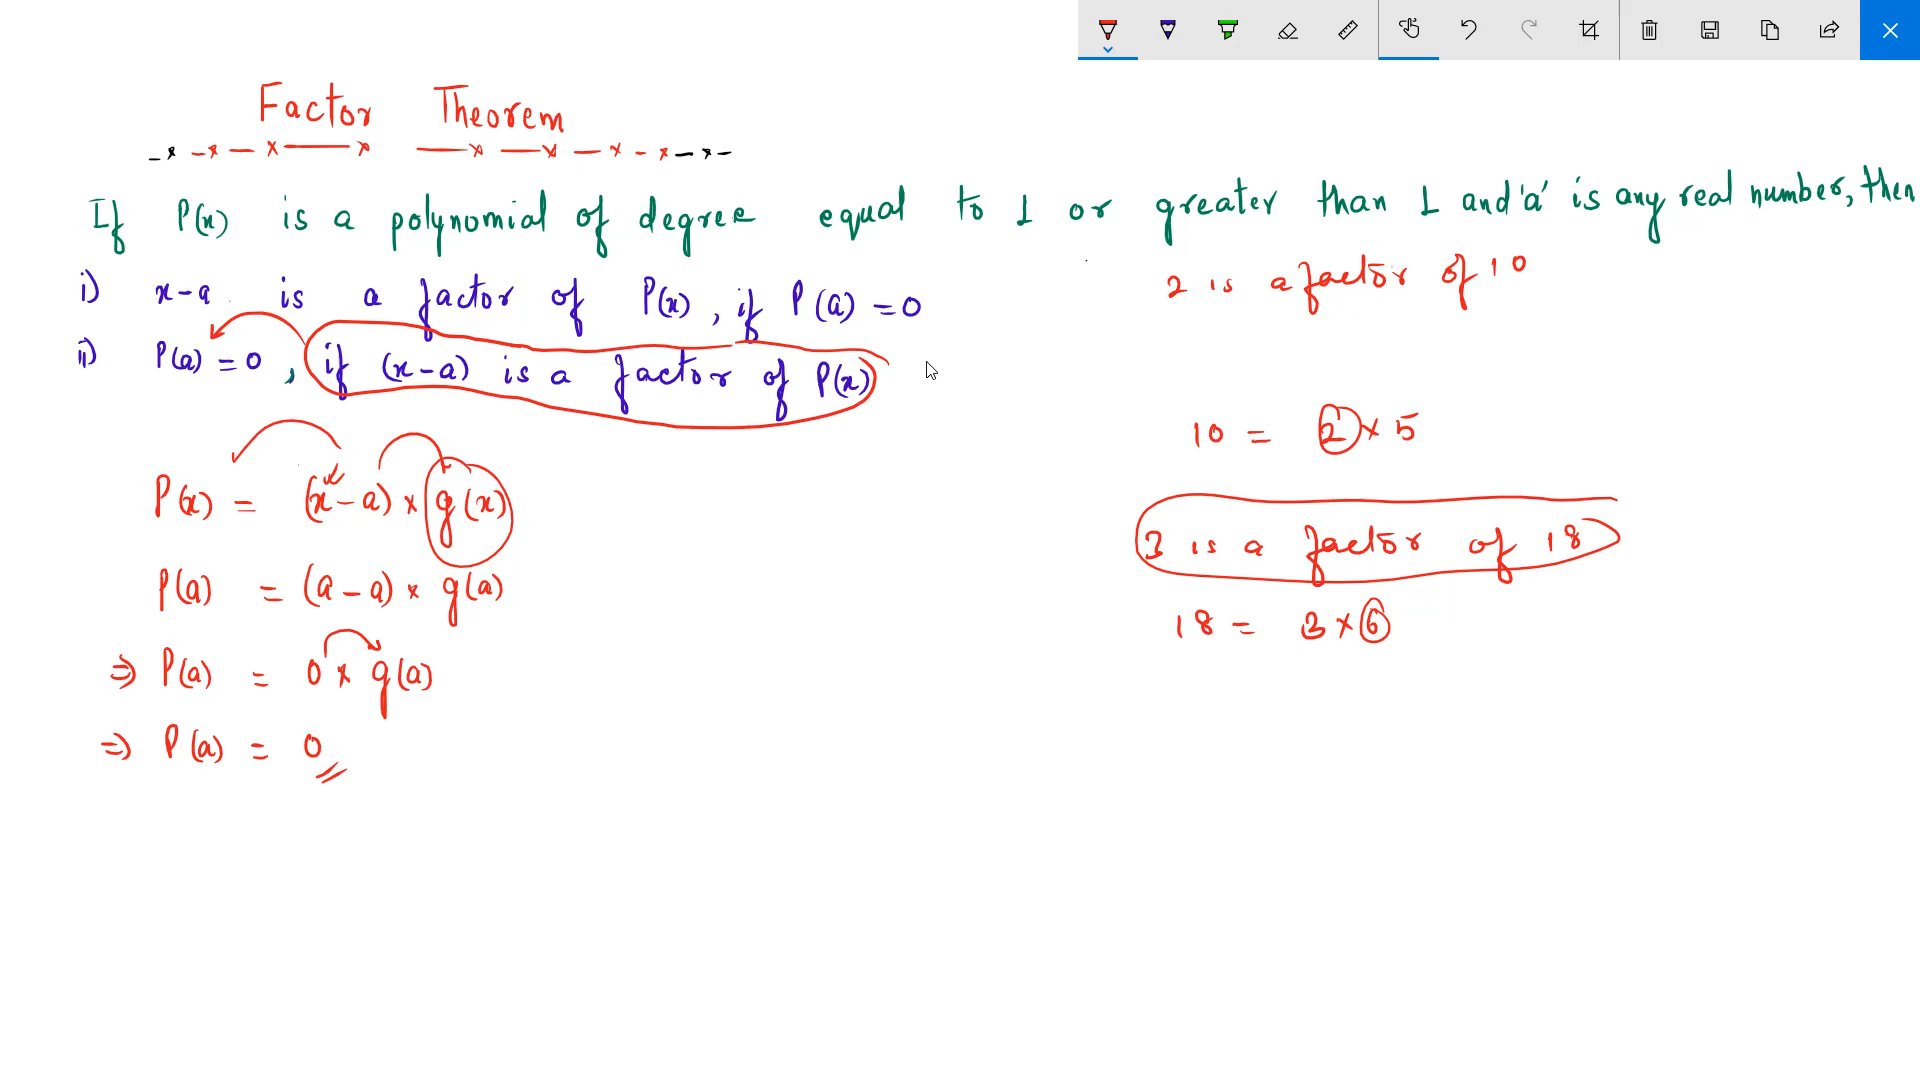 Factor Theorem
If P(x) is a polynomial of degree equal to 1 or greater than 1 and 'a' is any real number, then
i) x-a is a factor of P(x), if P(a) = 0
ii) P(a) = 0, if (x-a) is a factor of P(x)
P(x) = (x-a) × g(x)
P(a) = (a-a) × g(a)
⇒ P(a) = 0 × g(a)
⇒ P(a) = 0
2 is a factor of 10
10 = 2 × 5
3 is a factor of 18
18 = 3 × 6